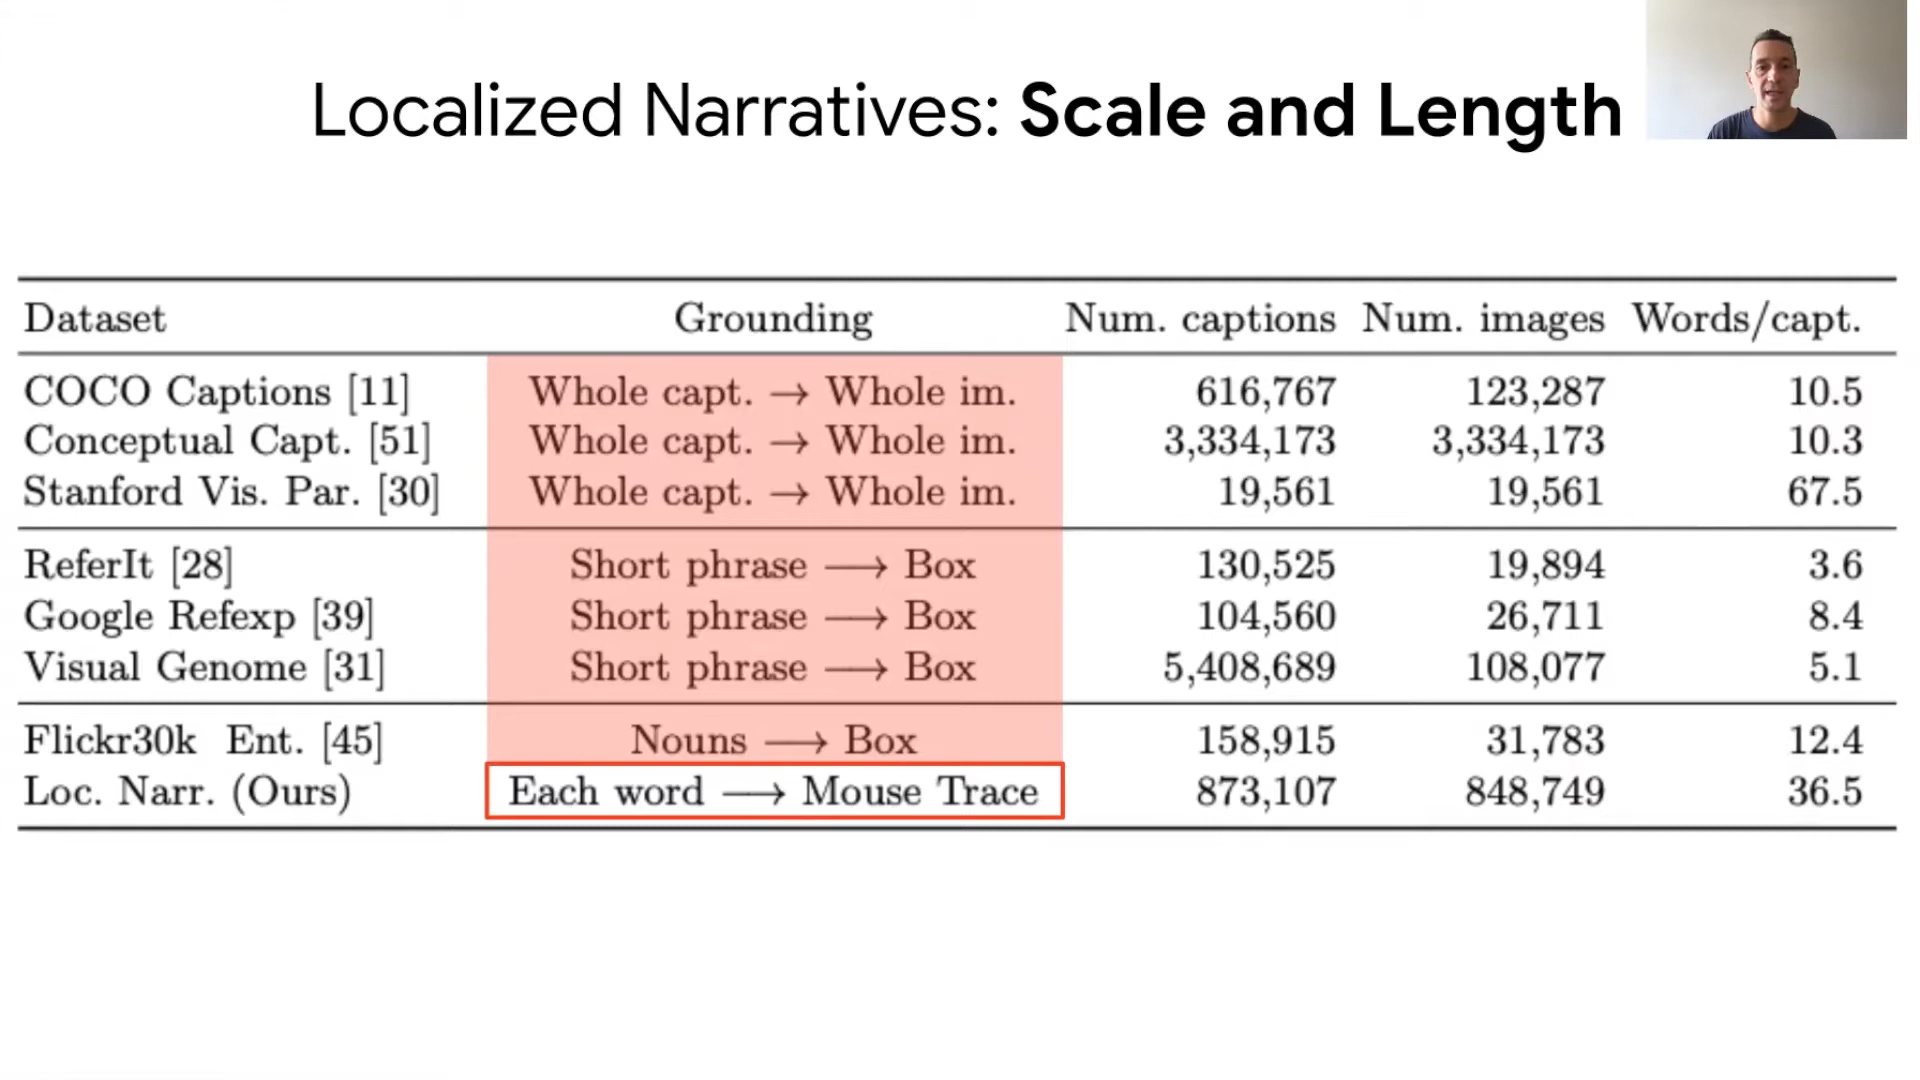 Localized Narratives: Scale and Length
Dataset Grounding Num. captions Num. images Words/capt.
COCO Captions [11] Whole capt. → Whole im. 616,767 123,287 10.5
Conceptual Capt. [51] Whole capt. → Whole im. 3,334,173 3,334,173 10.3
Stanford Vis. Par. [30] Whole capt. → Whole im. 19,561 19,561 67.5
ReferIt [28] Short phrase ⟶ Box 130,525 19,894 3.6
Google Refexp [39] Short phrase ⟶ Box 104,560 26,711 8.4
Visual Genome [31] Short phrase ⟶ Box 5,408,689 108,077 5.1
Flickr30k Ent. [45] Nouns ⟶ Box 158,915 31,783 12.4
Loc. Narr. (Ours) Each word ⟶ Mouse Trace 873,107 848,749 36.5